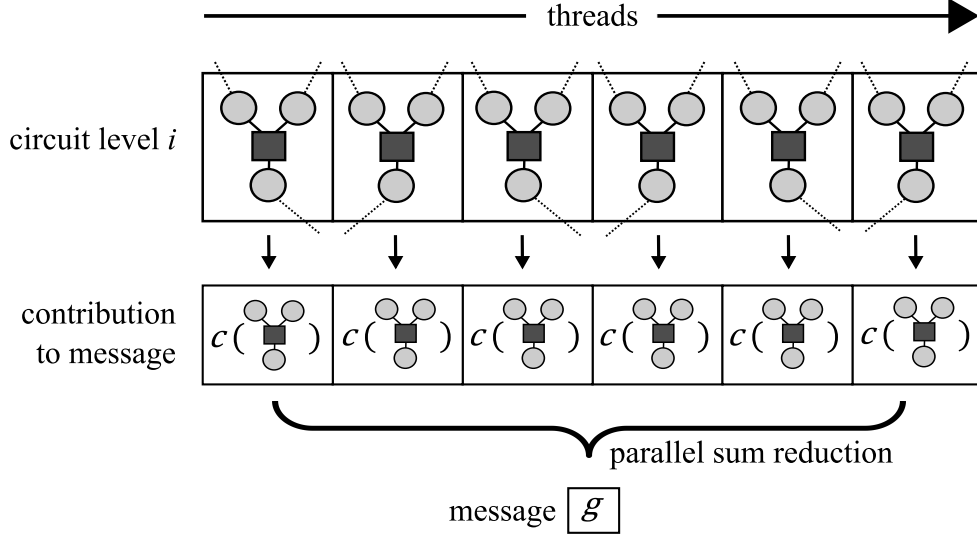 threads
circuit level i
contribution
to message
c ( ) c ( ) c ( ) c ( ) c ( ) c ( )
parallel sum reduction
message g